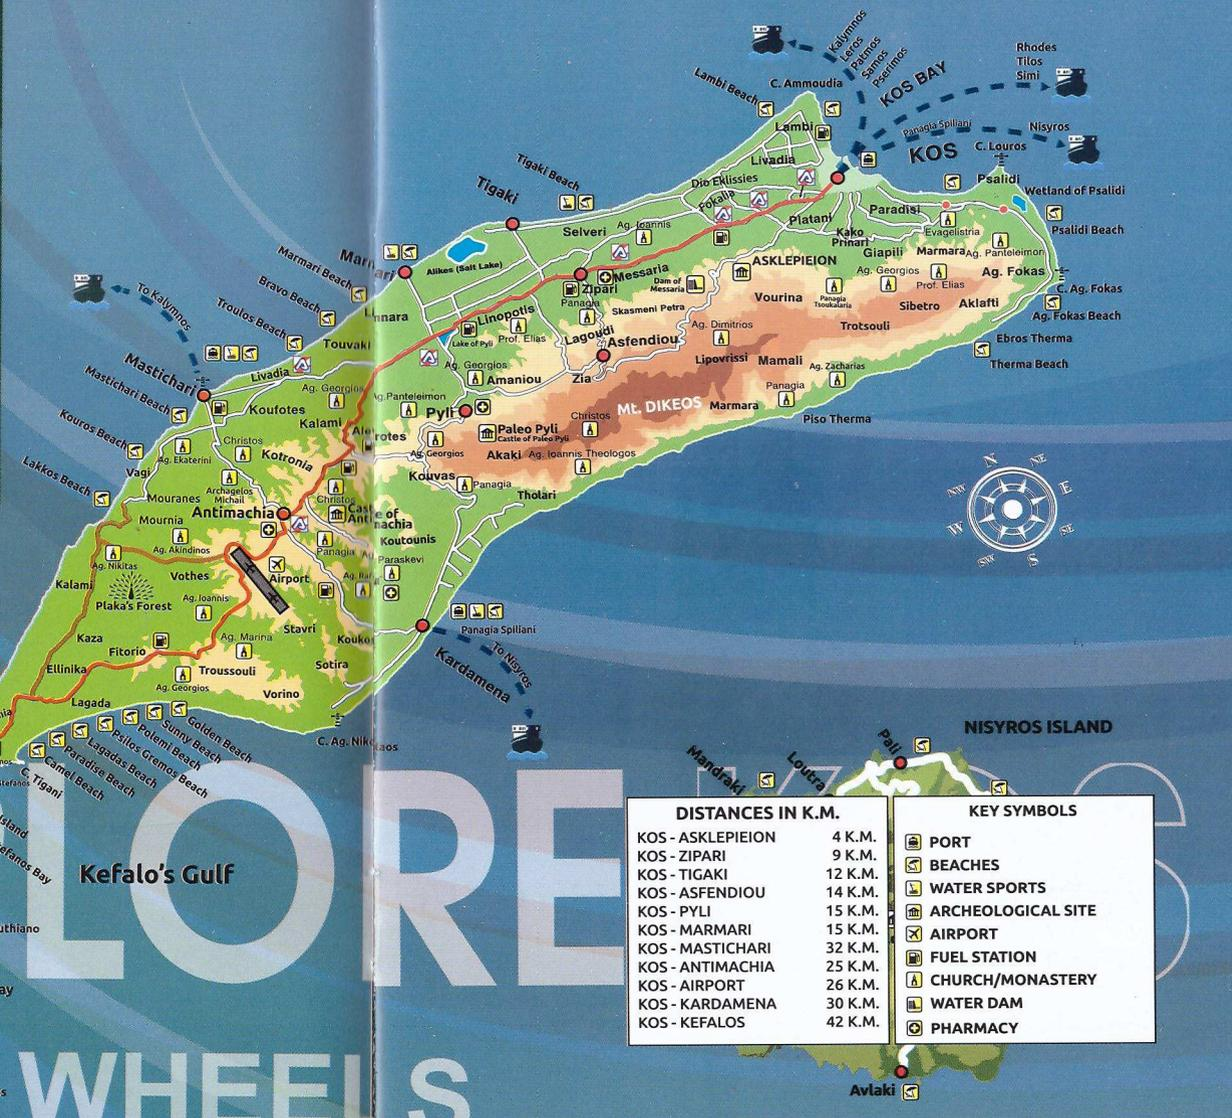 Kalymnos
Leros
Patmos
Samos
Pserimos
KOS BAY
Rhodes
Tilos
Simi
Panagia Spiliani
Nisyros
KOS
C. Louros
Lambi Beach
C. Ammoudia
Lambi
Livadia
Psalidi
Wetland of Psalidi
Psalidi Beach
Tigaki Beach
Tigaki
Dio Eklissies
Fokalia
Platani
Paradisi
Evagelistria
Selveri
Ag. Ioannis
Kako
Prinari
Giapili
Marmara
Ag. Panteleimon
Marmari Beach
Alikes (Salt Lake)
Messaria
Zipari
Panagia
ASKLEPIEION
Dam of
Messaria
Ag. Georgios
Prof. Elias
Ag. Fokas
C. Ag. Fokas
Ag. Fokas Beach
To Kalymnos
Bravo Beach
Troulos Beach
Linopotis
Skasmeni Petra
Vourina
Panagia
Tsoukalaria
Sibetro
Aklafti
Trotsouli
Lake of Pyli
Prof. Elias
Lagoudi
Asfendiou
Ag. Dimitrios
Ebros Therma
Therma Beach
Touvaki
Mastichari
Mastichari Beach
Livadia
Ag. Georgios
Amaniou
Zia
Lipovrissi
Mamali
Ag. Zacharias
Ag. Georgios
Koufotes
Kalami
Ag.Panteleimon
Pyli
Mt. DIKEOS
Marmara
Panagia
Piso Therma
Kouros Beach
Ag. Ekaterini
Christos
Kotronia
Ag. Georgios
Paleo Pyli
Castle of Paleo Pyli
Christos
Akaki
Ag. Ioannis Theologos
Lakkos Beach
Vagi
Archagelos
Michail
Mouranes
Kouvas
Panagia
Tholari
Mournia
Antimachia
Christos
Koutounis
Ag. Akindinos
Panagia
Paraskevi
Ag. Nikitas
Vothes
Airport
Kalami
Plaka's Forest
Ag. Ioannis
Stavri
Kaza
Fitorio
Ag. Marina
Panagia Spiliani
To Nisyros
Kardamena
Ellinika
Troussouli
Sotira
Ag. Georgios
Vorino
Lagada
Golden Beach
Sunny Beach
Polemi Beach
Psilos Gremos Beach
Lagadas Beach
Paradise Beach
Camel Beach
C. Tigani
Kefalo's Gulf
N
NE
E
SE
S
SW
W
NW
NISYROS ISLAND
Pali
Loutra
Mandraki
Avlaki
DISTANCES IN K.M.
KOS - ASKLEPIEION 4 K.M.
KOS - ZIPARI 9 K.M.
KOS - TIGAKI 12 K.M.
KOS - ASFENDIOU 14 K.M.
KOS - PYLI 15 K.M.
KOS - MARMARI 15 K.M.
KOS - MASTICHARI 32 K.M.
KOS - ANTIMACHIA 25 K.M.
KOS - AIRPORT 26 K.M.
KOS - KARDAMENA 30 K.M.
KOS - KEFALOS 42 K.M.
KEY SYMBOLS
PORT
BEACHES
WATER SPORTS
ARCHEOLOGICAL SITE
AIRPORT
FUEL STATION
CHURCH/MONASTERY
WATER DAM
PHARMACY
LORE KOS
WHEELS